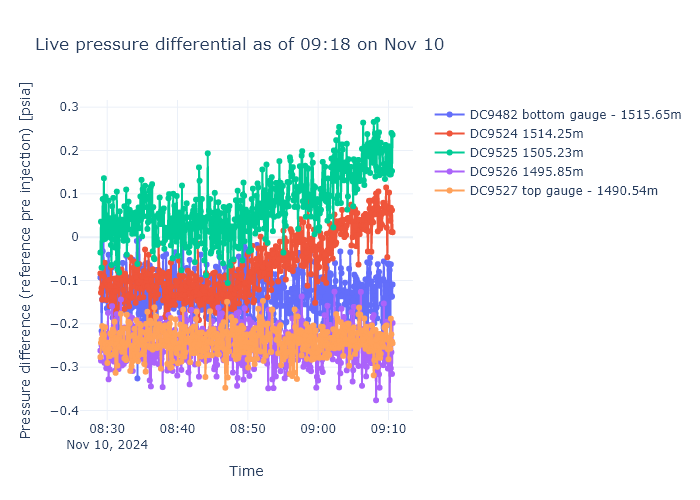 Live pressure differential as of 09:18 on Nov 10
Pressure difference (reference pre injection) [psia]
0.3
0.2
0.1
0
−0.1
−0.2
−0.3
−0.4
08:30
08:40
08:50
09:00
09:10
Nov 10, 2024
Time
DC9482 bottom gauge - 1515.65m
DC9524 1514.25m
DC9525 1505.23m
DC9526 1495.85m
DC9527 top gauge - 1490.54m